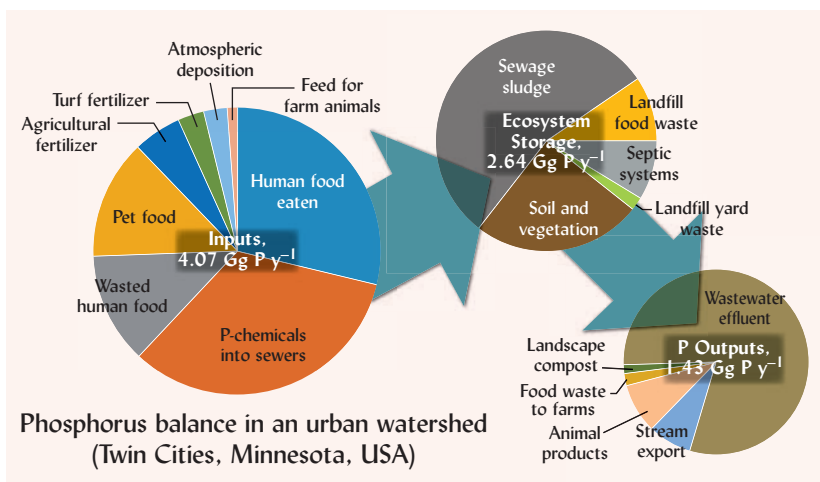 Atmospheric
deposition
Feed for
farm animals
Turf fertilizer
Agricultural
fertilizer
Human food
eaten
Pet food
Inputs,
4.07 Gg P y⁻¹
Wasted
human food
P-chemicals
into sewers
Sewage
sludge
Landfill
food waste
Ecosystem
Storage,
2.64 Gg P y⁻¹
Septic
systems
Soil and
vegetation
Landfill yard
waste
Wastewater
effluent
P Outputs,
1.43 Gg P y⁻¹
Landscape
compost
Food waste
to farms
Animal
products
Stream
export
Phosphorus balance in an urban watershed
(Twin Cities, Minnesota, USA)